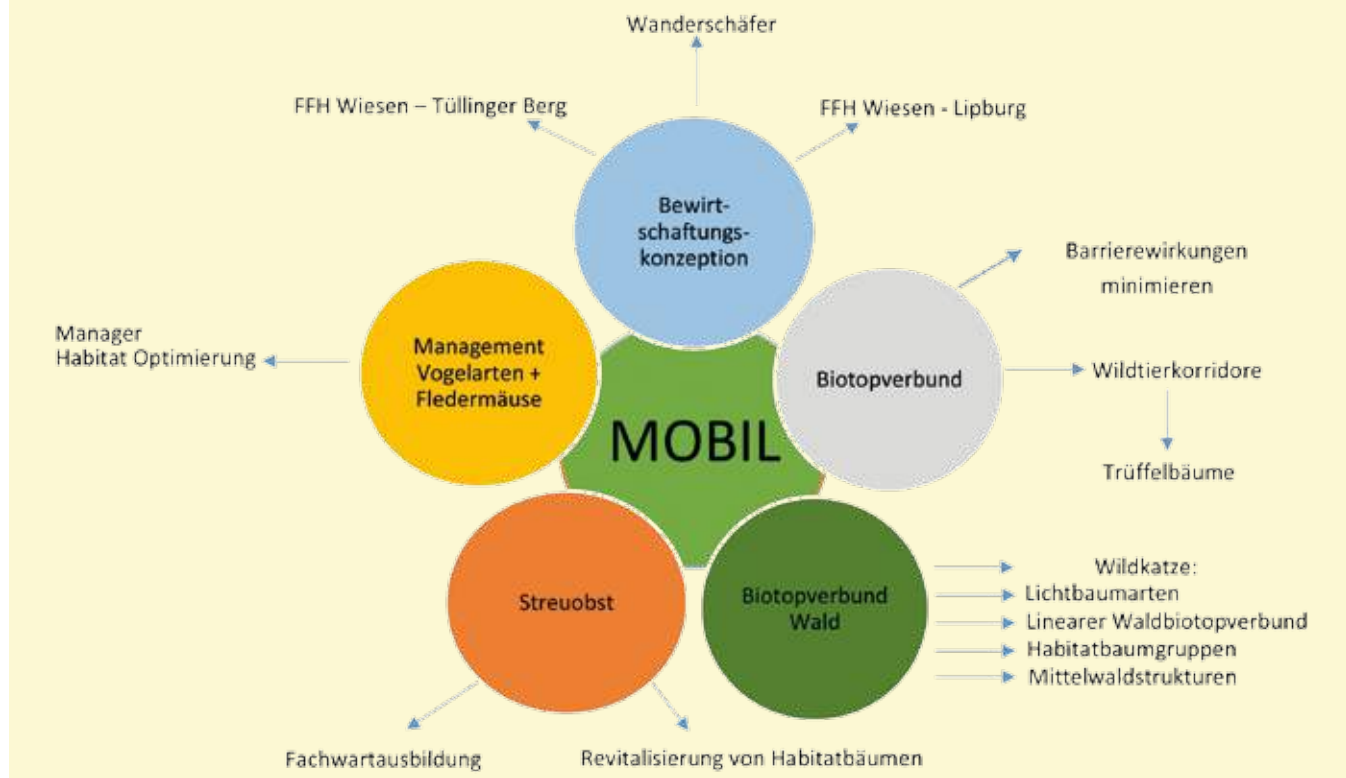 Wanderschäfer
FFH Wiesen – Tüllinger Berg
FFH Wiesen - Lipburg
Bewirt-
schaftungs-
konzeption
Barrierewirkungen
minimieren
Manager
Habitat Optimierung
Management
Vogelarten +
Fledermäuse
Biotopverbund
Wildtierkorridore
MOBIL
Trüffelbäume
Streuobst
Biotopverbund
Wald
Wildkatze:
Lichtbaumarten
Linearer Waldbiotopverbund
Habitatbaumgruppen
Mittelwaldstrukturen
Fachwartausbildung
Revitalisierung von Habitatbäumen